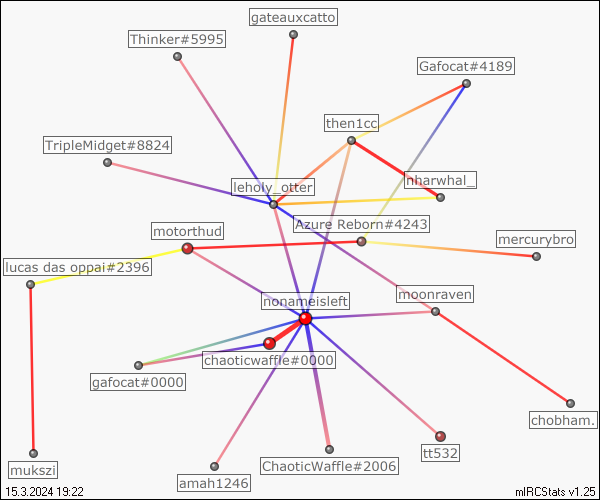 gateauxcatto
Thinker#5995
Gafocat#4189
then1cc
TripleMidget#8824
nharwhal_
leholy_otter
Azure Reborn#4243
motorthud
mercurybro
lucas das oppai#2396
moonraven
nonameisleft
chaoticwaffle#0000
gafocat#0000
chobham.
tt532
ChaoticWaffle#2006
mukszi
amah1246
15.3.2024 19:22
mIRCStats v1.25